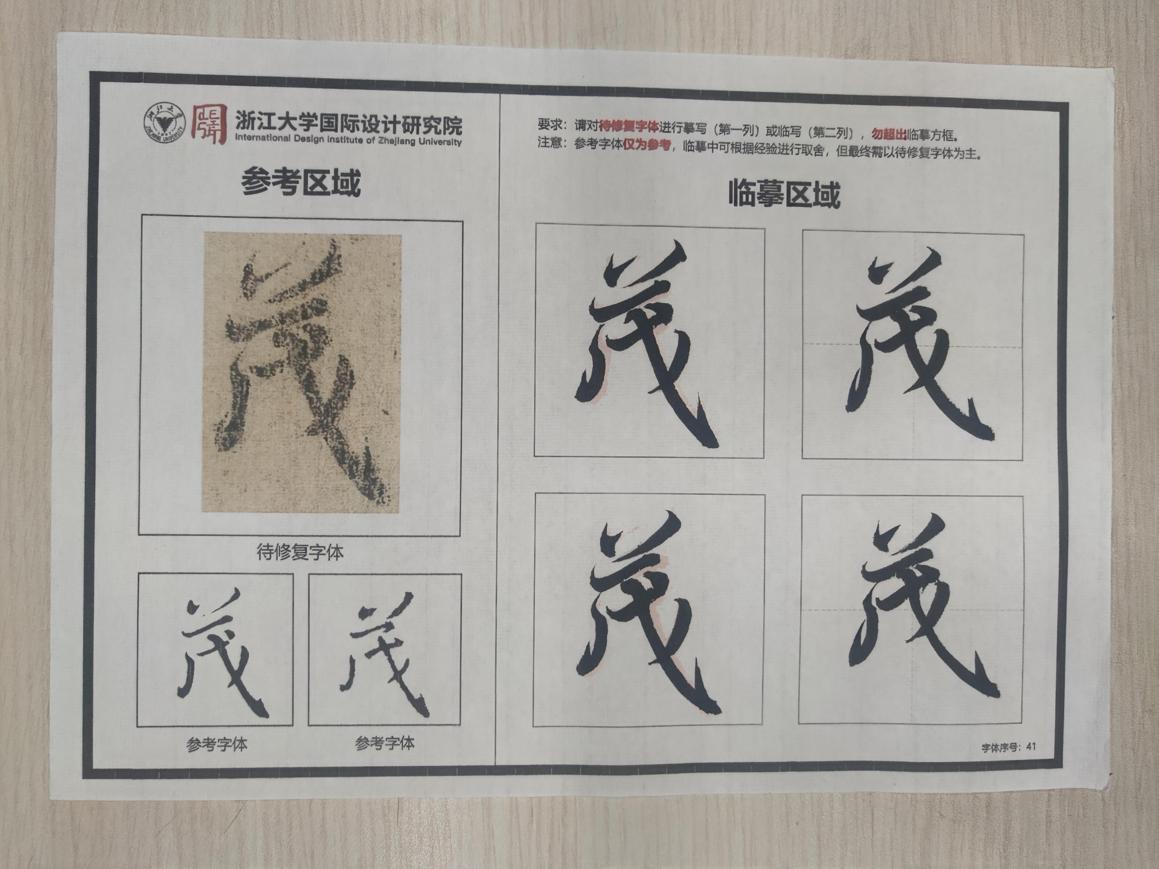 浙江大学国际设计研究院
International Design Institute of Zhejiang University
参考区域
茂
待修复字体
茂 茂
参考字体 参考字体
要求：请对待修复字体进行摹写（第一列）或临写（第二列），勿超出临摹方框。
注意：参考字体仅为参考，临摹中可根据经验进行取舍，但最终需以待修复字体为主。
临摹区域
茂 茂
茂 茂
字体序号：41